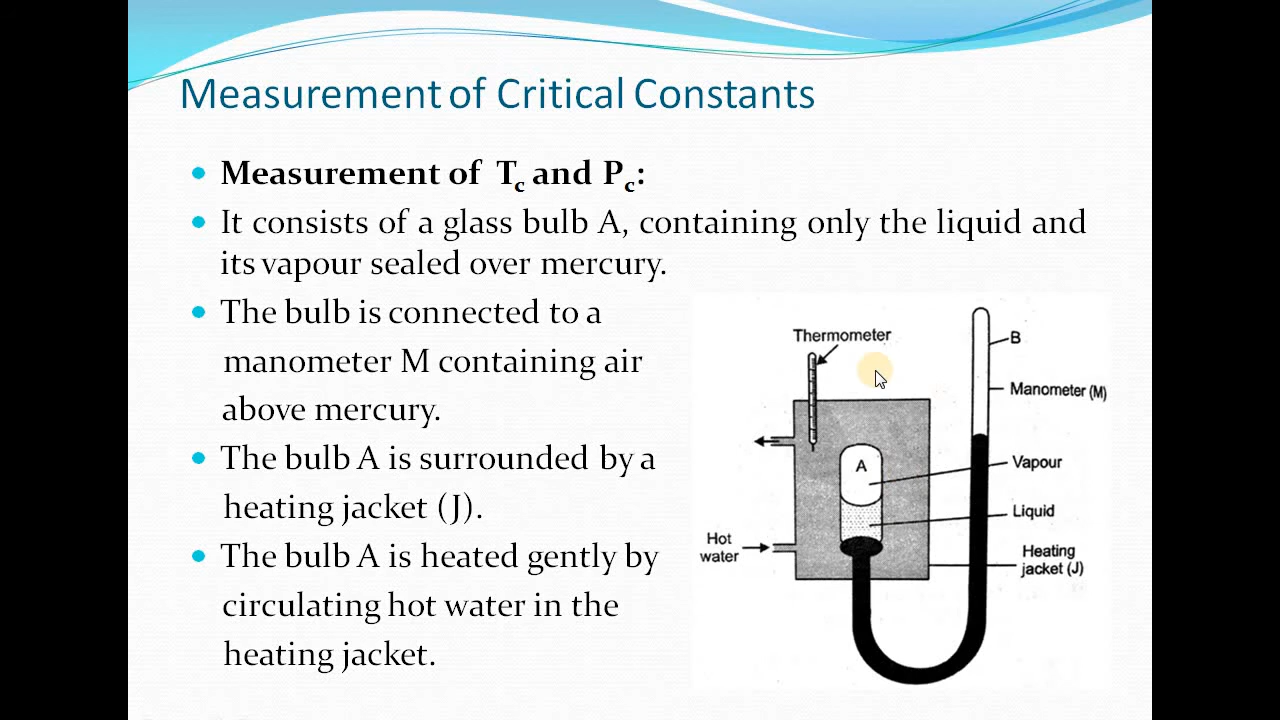 Measurement of Critical Constants
Measurement of Tc and Pc:
It consists of a glass bulb A, containing only the liquid and
its vapour sealed over mercury.
The bulb is connected to a
manometer M containing air
above mercury.
The bulb A is surrounded by a
heating jacket (J).
The bulb A is heated gently by
circulating hot water in the
heating jacket.
Thermometer
B
Manometer (M)
A
Vapour
Liquid
Hot
water
Heating
jacket (J)